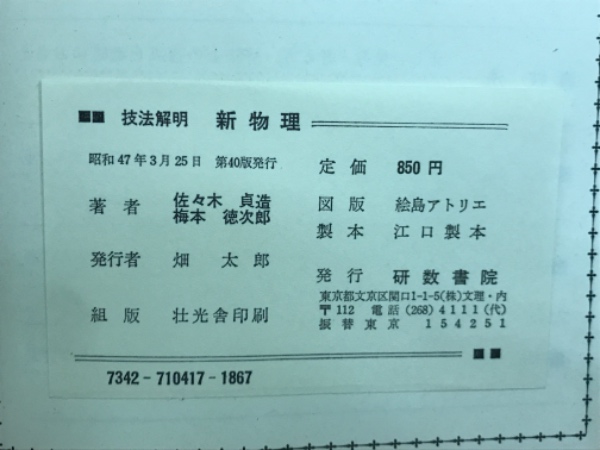 技法解明 新物理
昭和47年3月25日 第40版発行
定価 850円
著者 佐々木 貞造
梅本 徳次郎
図版 絵島アトリエ
製本 江口製本
発行者 畑 太郎
発行 研数書院
東京都文京区関口1-1-5(株)文理・内
〒112 電話(268)4111(代)
振替東京 154251
組版 壮光舎印刷
7342-710417-1867